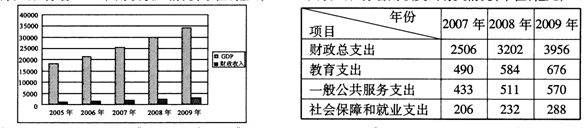 40000
35000
30000
25000
20000
15000
10000
5000
0
GDP
财政收入
2005年 2006年 2007年 2008年 2009年
年份
项目
2007年 2008年 2009年
财政总支出 2506 3202 3956
教育支出 490 584 676
一般公共服务支出 433 511 570
社会保障和就业支出 206 232 288